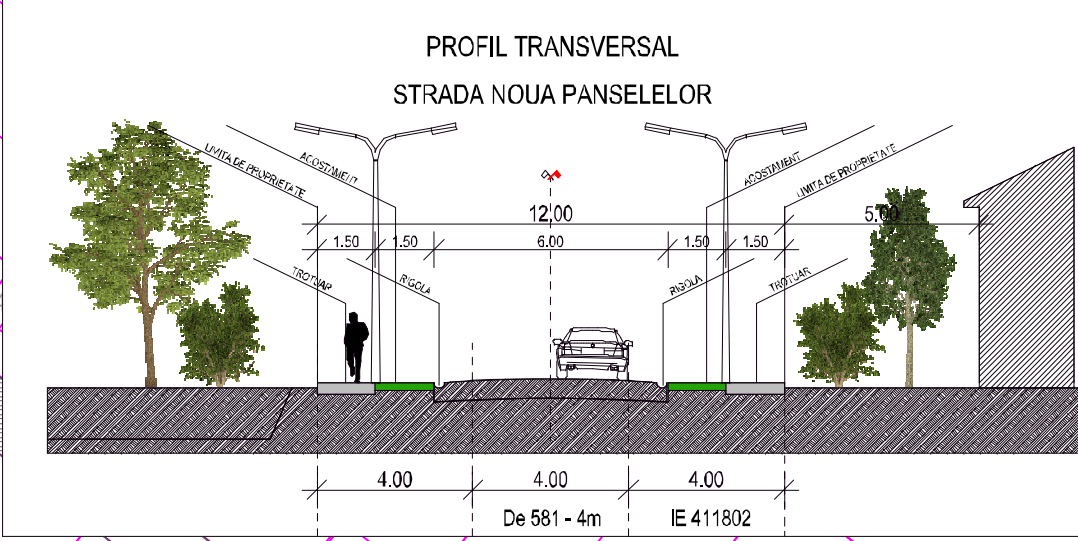 PROFIL TRANSVERSAL
STRADA NOUA PANSELELOR
LIMITA DE PROPRIETATE
ACOSTAMENT
ACOSTAMENT
LIMITA DE PROPRIETATE
12.00
5.00
1.50
1.50
6.00
1.50
1.50
TROTUAR
RIGOLA
RIGOLA
TROTUAR
4.00
4.00
4.00
De 581 - 4m
IE 411802